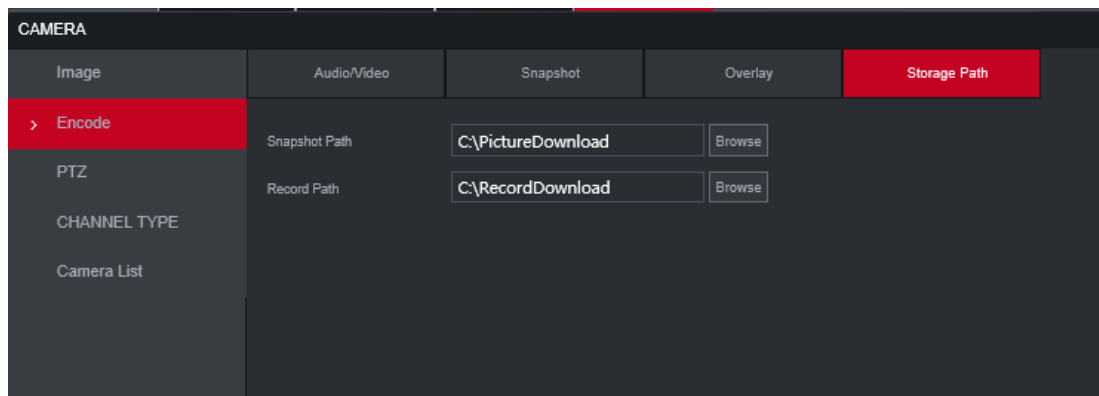 CAMERA
Image
Audio/Video
Snapshot
Overlay
Storage Path
> Encode
Snapshot Path
C:\PictureDownload
Browse
PTZ
Record Path
C:\RecordDownload
Browse
CHANNEL TYPE
Camera List